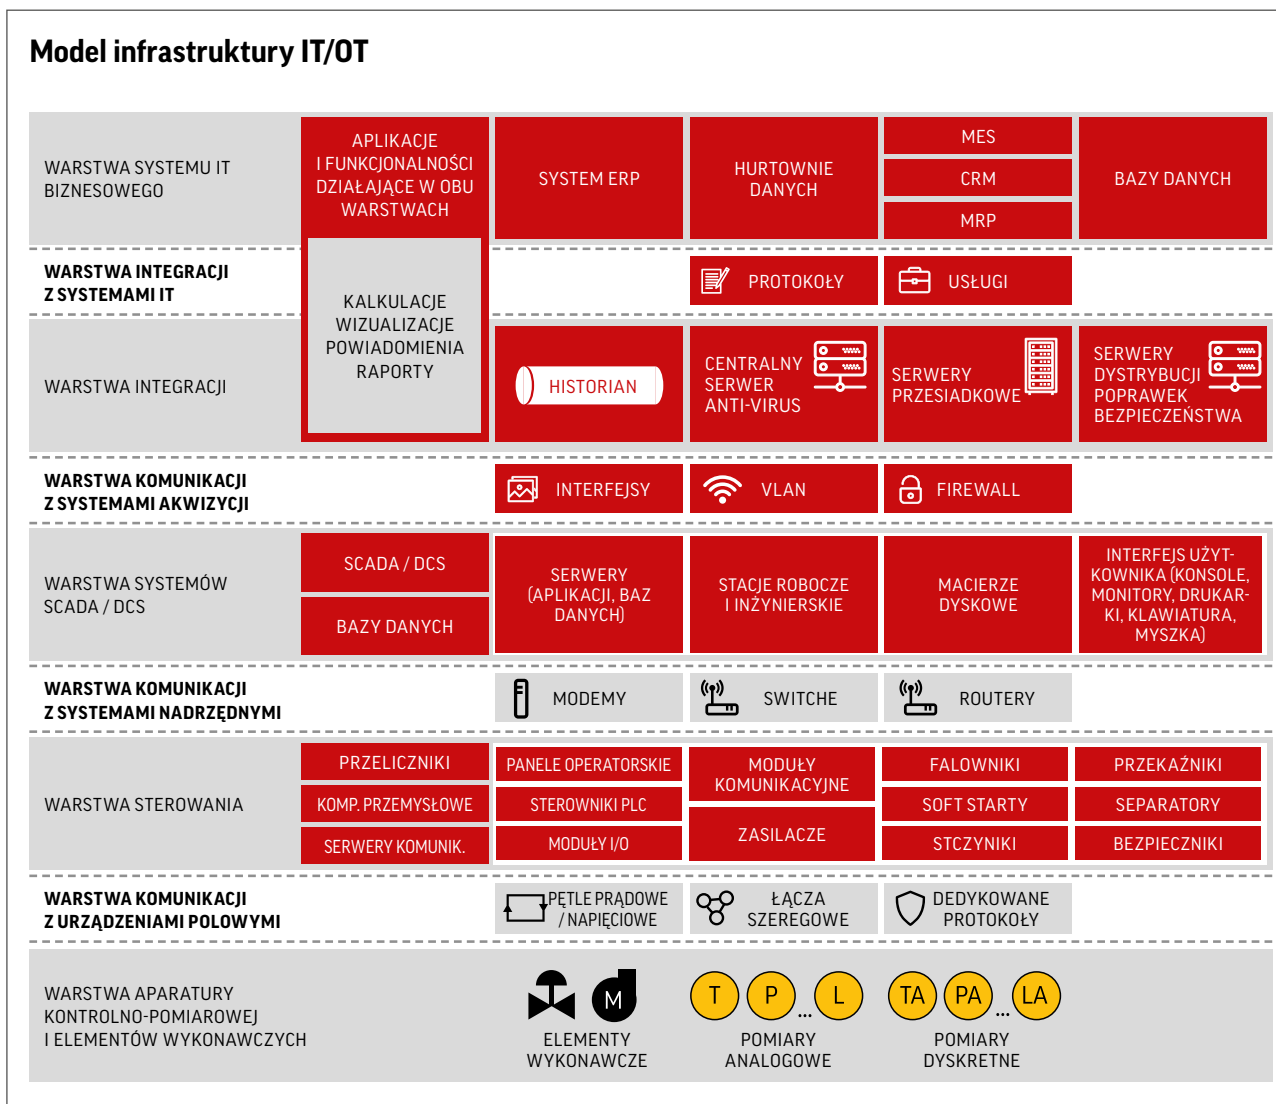 Model infrastruktury IT/OT
WARSTWA SYSTEMU IT
BIZNESOWEGO
APLIKACJE
I FUNKCJONALNOŚCI
DZIAŁAJĄCE W OBU
WARSTWACH
SYSTEM ERP
HURTOWNIE
DANYCH
MES
CRM
MRP
BAZY DANYCH
WARSTWA INTEGRACJI
Z SYSTEMAMI IT
PROTOKOŁY
USŁUGI
KALKULACJE
WIZUALIZACJE
POWIADOMIENIA
RAPORTY
WARSTWA INTEGRACJI
HISTORIAN
CENTRALNY
SERWER
ANTI-VIRUS
SERWERY
PRZESIADKOWE
SERWERY
DYSTRYBUCJI
POPRAWEK
BEZPIECZEŃSTWA
WARSTWA KOMUNIKACJI
Z SYSTEMAMI AKWIZYCJI
INTERFEJSY
VLAN
FIREWALL
WARSTWA SYSTEMÓW
SCADA / DCS
SCADA / DCS
BAZY DANYCH
SERWERY
(APLIKACJI, BAZ
DANYCH)
STACJE ROBOCZE
I INŻYNIERSKIE
MACIERZE
DYSKOWE
INTERFEJS UŻYT-
KOWNIKA (KONSOLE,
MONITORY, DRUKAR-
KI, KLAWIATURA,
MYSZKA)
WARSTWA KOMUNIKACJI
Z SYSTEMAMI NADRZĘDNYMI
MODEMY
SWITCHE
ROUTERY
WARSTWA STEROWANIA
PRZELICZNIKI
KOMP. PRZEMYSŁOWE
SERWERY KOMUNIK.
PANELE OPERATORSKIE
STEROWNIKI PLC
MODUŁY I/O
MODUŁY
KOMUNIKACYJNE
ZASILACZE
FALOWNIKI
SOFT STARTY
STCZYNIKI
PRZEKAŹNIKI
SEPARATORY
BEZPIECZNIKI
WARSTWA KOMUNIKACJI
Z URZĄDZENIAMI POLOWYMI
PĘTLE PRĄDOWE
/ NAPIĘCIOWE
ŁĄCZA
SZEREGOWE
DEDYKOWANE
PROTOKOŁY
WARSTWA APARATURY
KONTROLNO-POMIAROWEJ
I ELEMENTÓW WYKONAWCZYCH
M
ELEMENTY
WYKONAWCZE
T P ... L
POMIARY
ANALOGOWE
TA PA ... LA
POMIARY
DYSKRETNE